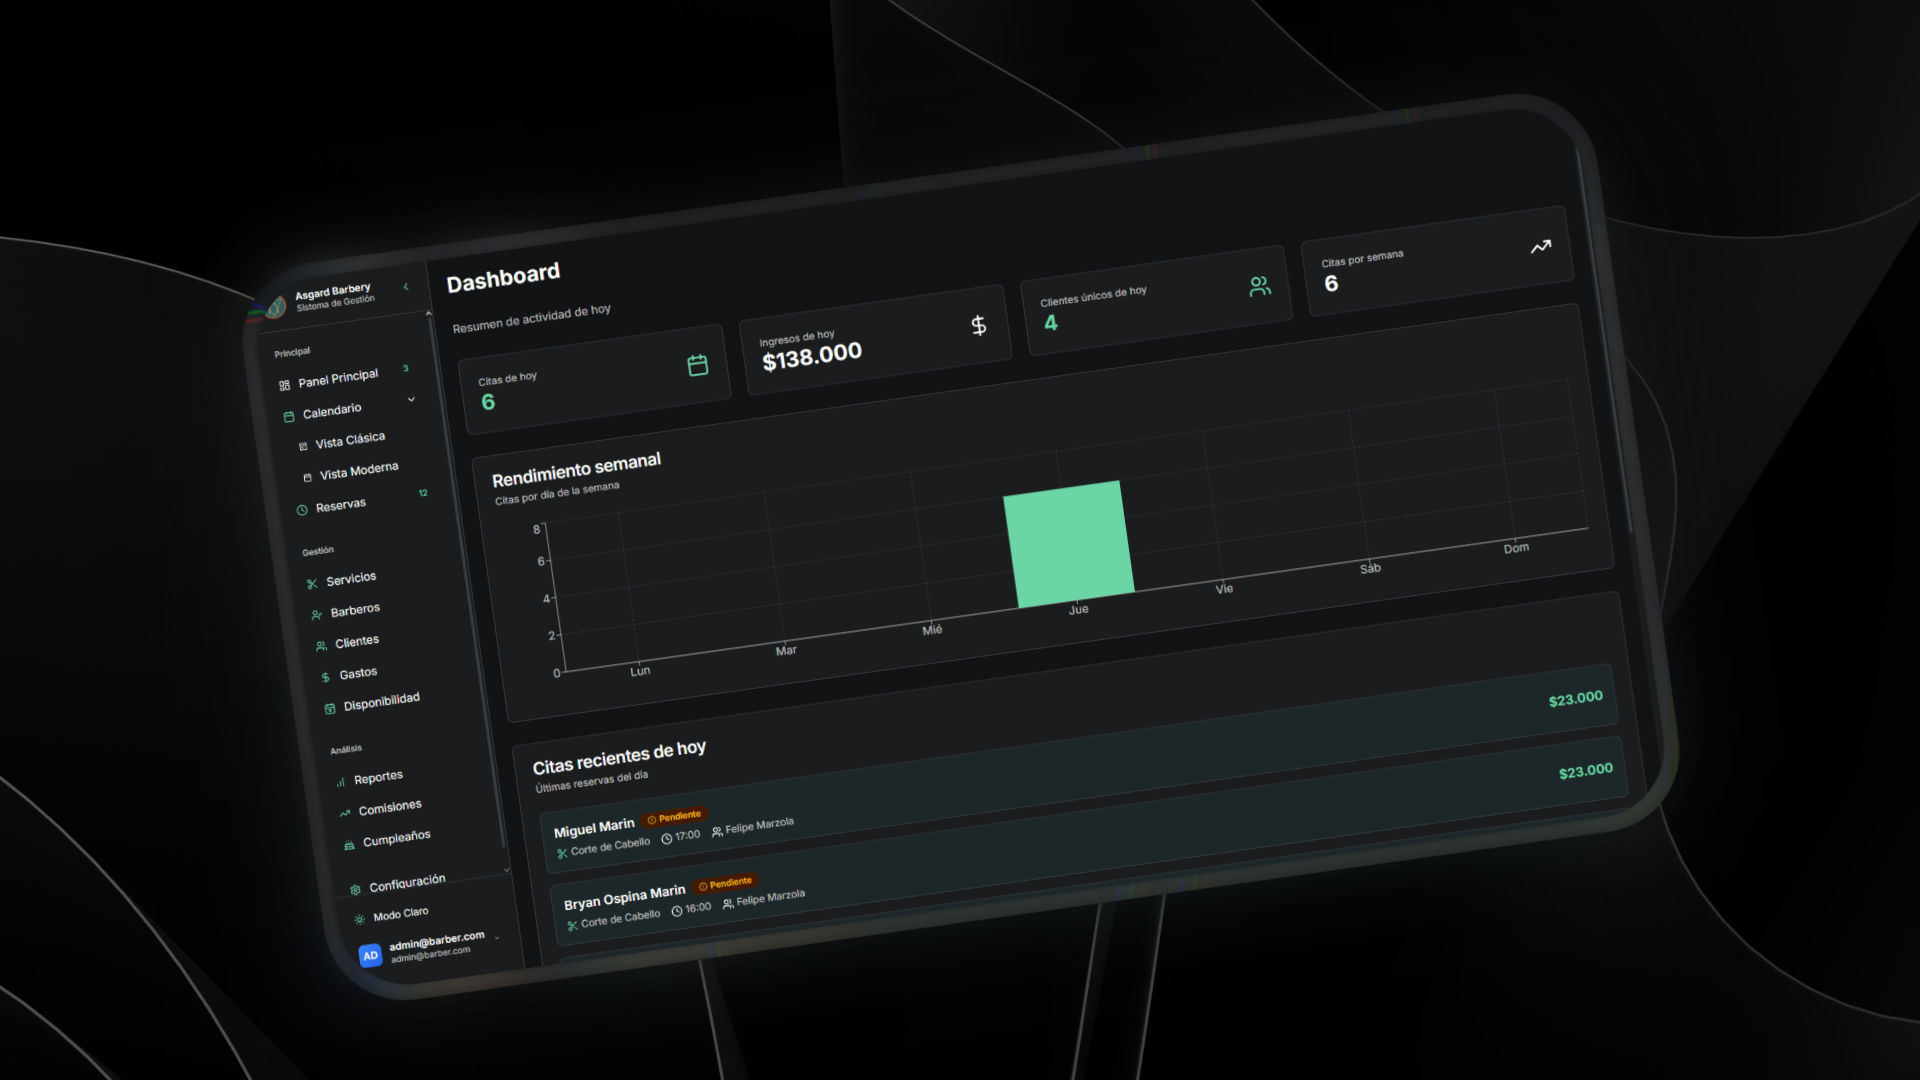 Asgard Barbery
Sistema de Gestión
Principal
Panel Principal 3
Calendario
Vista Clásica
Vista Moderna
Reservas 12
Gestión
Servicios
Barberos
Clientes
Gastos
Disponibilidad
Análisis
Reportes
Comisiones
Cumpleaños
Configuración
Modo Claro
AD
admin@barber.com
admin@barber.com
Dashboard
Resumen de actividad de hoy
Citas de hoy
6
Ingresos de hoy
$138.000
Clientes únicos de hoy
4
Citas por semana
6
Rendimiento semanal
Citas por día de la semana
8
6
4
2
0
Lun Mar Mié Jue Vie Sáb Dom
Citas recientes de hoy
Últimas reservas del día
Miguel Marin Pendiente
Corte de Cabello 17:00 Felipe Marzola
$23.000
Bryan Ospina Marin Pendiente
Corte de Cabello 16:00 Felipe Marzola
$23.000